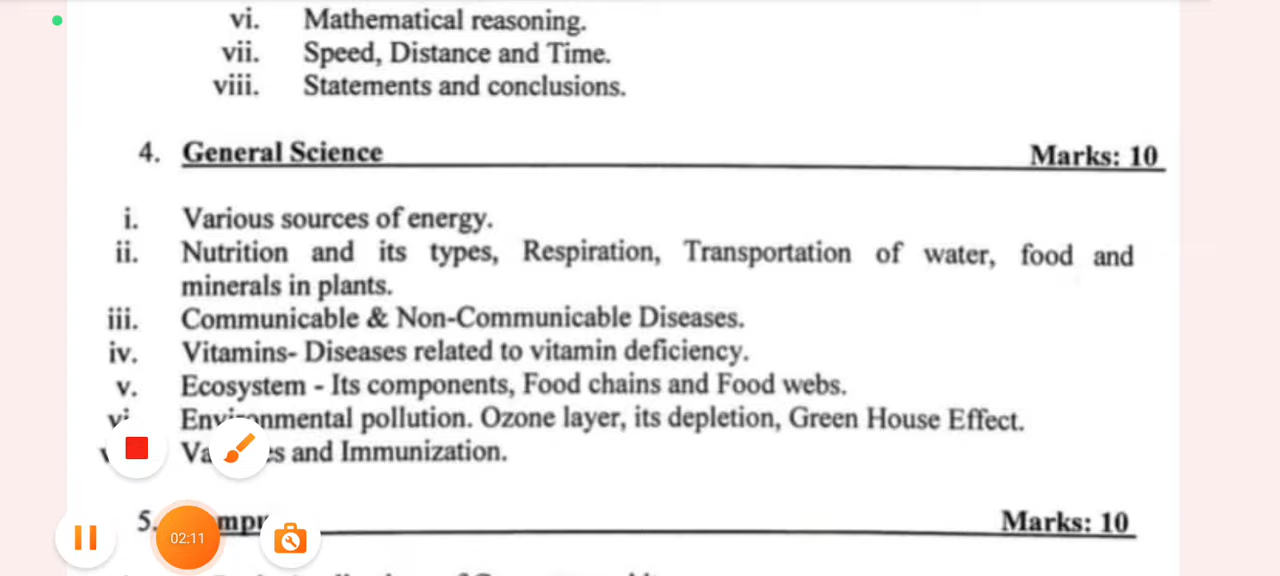 vi. Mathematical reasoning.
vii. Speed, Distance and Time.
viii. Statements and conclusions.
4. General Science Marks: 10
i. Various sources of energy.
ii. Nutrition and its types, Respiration, Transportation of water, food and
minerals in plants.
iii. Communicable & Non-Communicable Diseases.
iv. Vitamins- Diseases related to vitamin deficiency.
v. Ecosystem - Its components, Food chains and Food webs.
vi. Environmental pollution. Ozone layer, its depletion, Green House Effect.
and Immunization.
5. Marks: 10
02:11